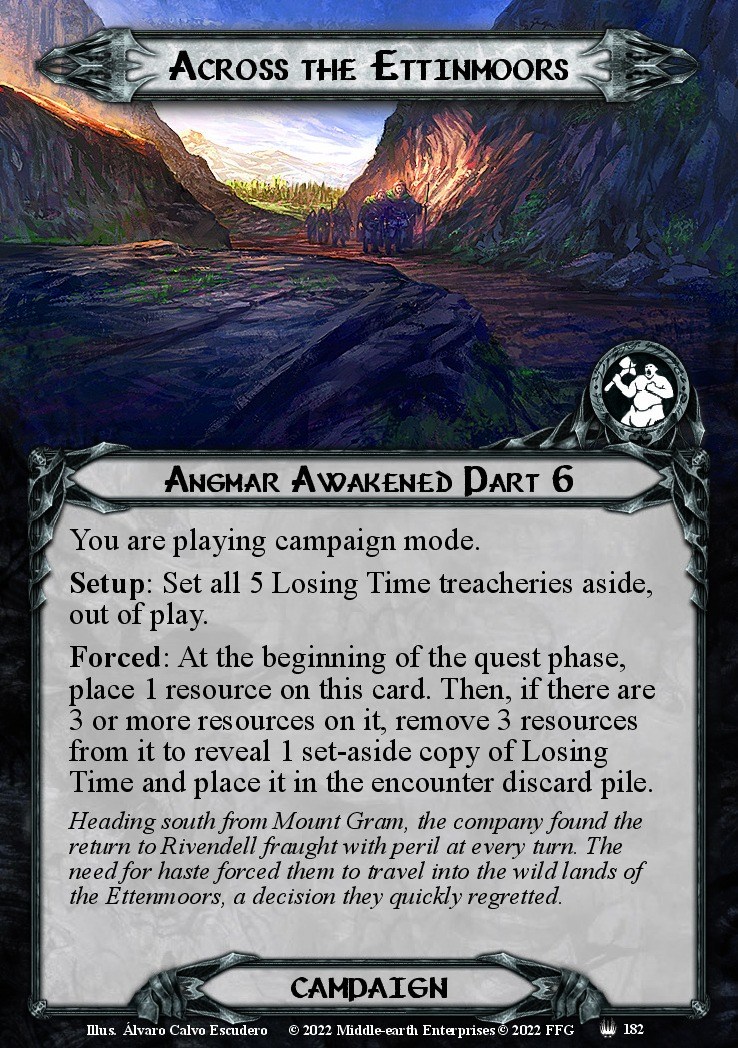 Across the Ettinmoors
Angmar Awakened Part 6
You are playing campaign mode.
Setup: Set all 5 Losing Time treacheries aside,
out of play.
Forced: At the beginning of the quest phase,
place 1 resource on this card. Then, if there are
3 or more resources on it, remove 3 resources
from it to reveal 1 set-aside copy of Losing
Time and place it in the encounter discard pile.
Heading south from Mount Gram, the company found the
return to Rivendell fraught with peril at every turn. The
need for haste forced them to travel into the wild lands of
the Ettenmoors, a decision they quickly regretted.
CAMPAIGN
Illus. Álvaro Calvo Escudero © 2022 Middle-earth Enterprises © 2022 FFG 182